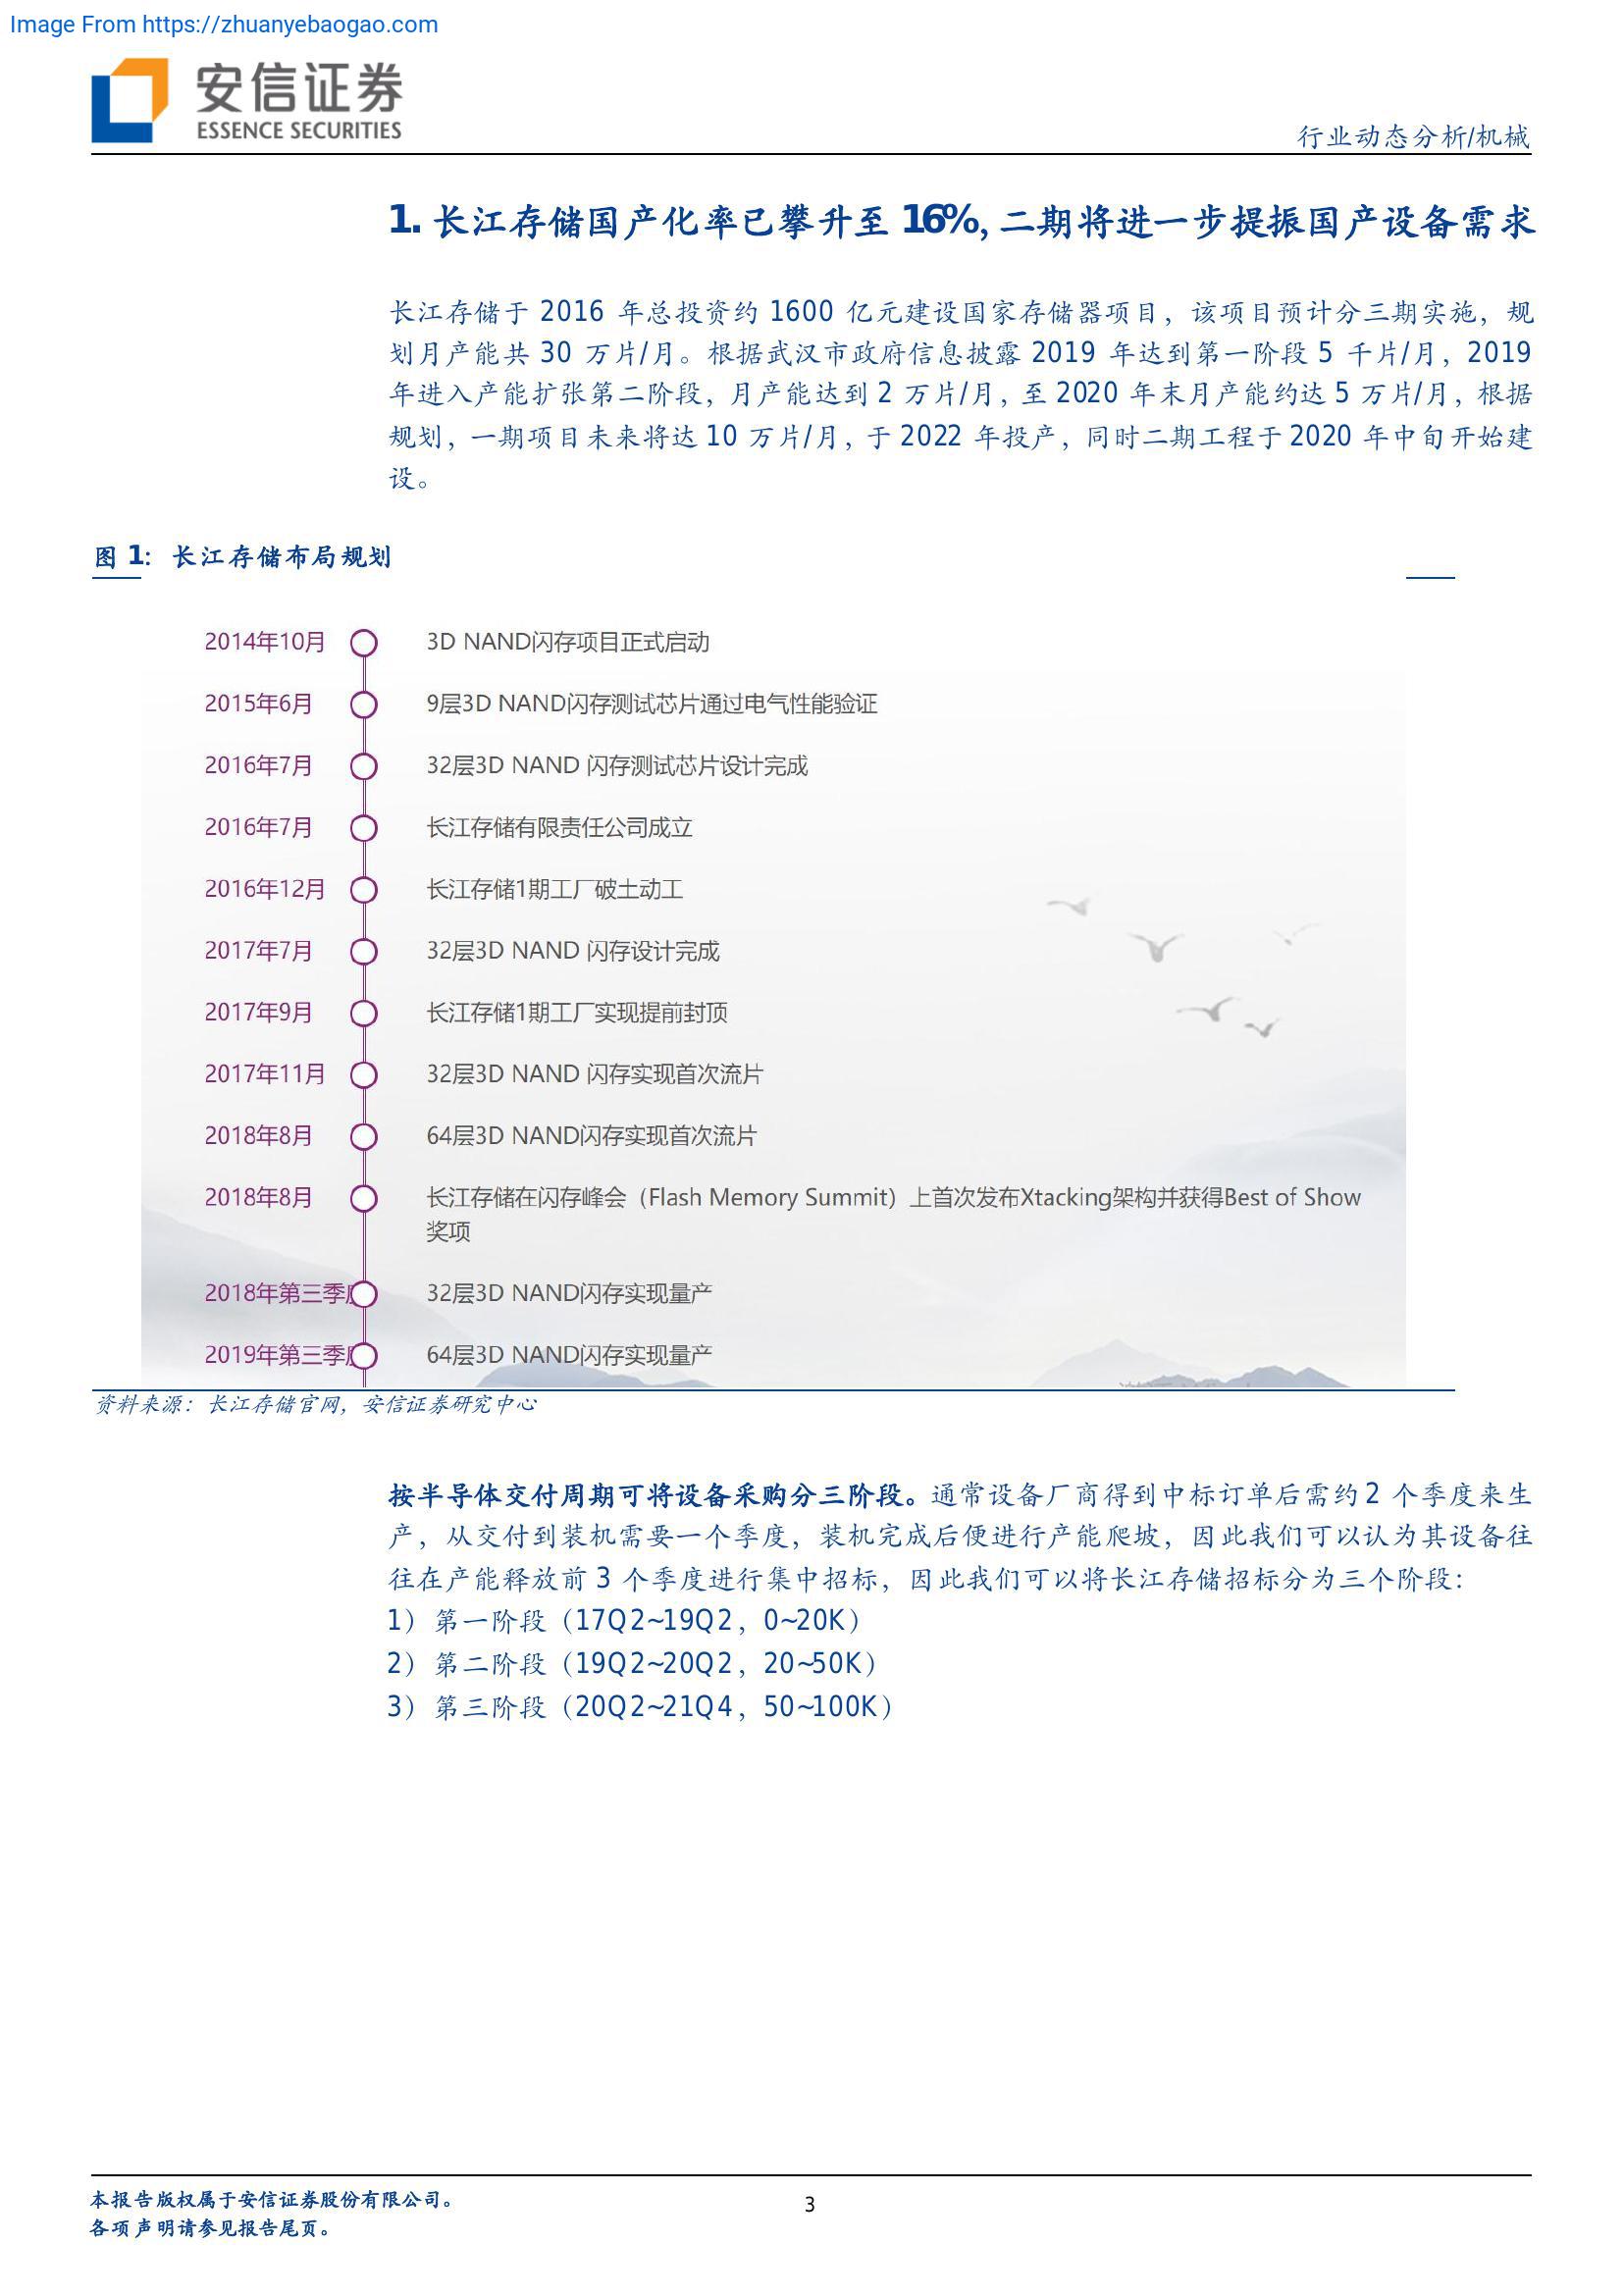 Image From https://zhuanyebaogao.com
安信证券
ESSENCE SECURITIES
行业动态分析/机械
1. 长江存储国产化率已攀升至 16%, 二期将进一步提振国产设备需求
长江存储于 2016 年总投资约 1600 亿元建设国家存储器项目，该项目预计分三期实施，规
划月产能共 30 万片/月。根据武汉市政府信息披露 2019 年达到第一阶段 5 千片/月，2019
年进入产能扩张第二阶段，月产能达到 2 万片/月，至 2020 年末月产能约达 5 万片/月，根据
规划，一期项目未来将达 10 万片/月，于 2022 年投产，同时二期工程于 2020 年中旬开始建
设。
图 1：长江存储布局规划
2014年10月 3D NAND闪存项目正式启动
2015年6月 9层3D NAND闪存测试芯片通过电气性能验证
2016年7月 32层3D NAND 闪存测试芯片设计完成
2016年7月 长江存储有限责任公司成立
2016年12月 长江存储1期工厂破土动工
2017年7月 32层3D NAND 闪存设计完成
2017年9月 长江存储1期工厂实现提前封顶
2017年11月 32层3D NAND 闪存实现首次流片
2018年8月 64层3D NAND闪存实现首次流片
2018年8月 长江存储在闪存峰会（Flash Memory Summit）上首次发布Xtacking架构并获得Best of Show
奖项
2018年第三季度 32层3D NAND闪存实现量产
2019年第三季度 64层3D NAND闪存实现量产
资料来源：长江存储官网，安信证券研究中心
按半导体交付周期可将设备采购分三阶段。通常设备厂商得到中标订单后需约 2 个季度来生
产，从交付到装机需要一个季度，装机完成后便进行产能爬坡，因此我们可以认为其设备往
往在产能释放前 3 个季度进行集中招标，因此我们可以将长江存储招标分为三个阶段：
1）第一阶段（17Q2~19Q2，0~20K）
2）第二阶段（19Q2~20Q2，20~50K）
3）第三阶段（20Q2~21Q4，50~100K）
本报告版权属于安信证券股份有限公司。
3
各项声明请参见报告尾页。